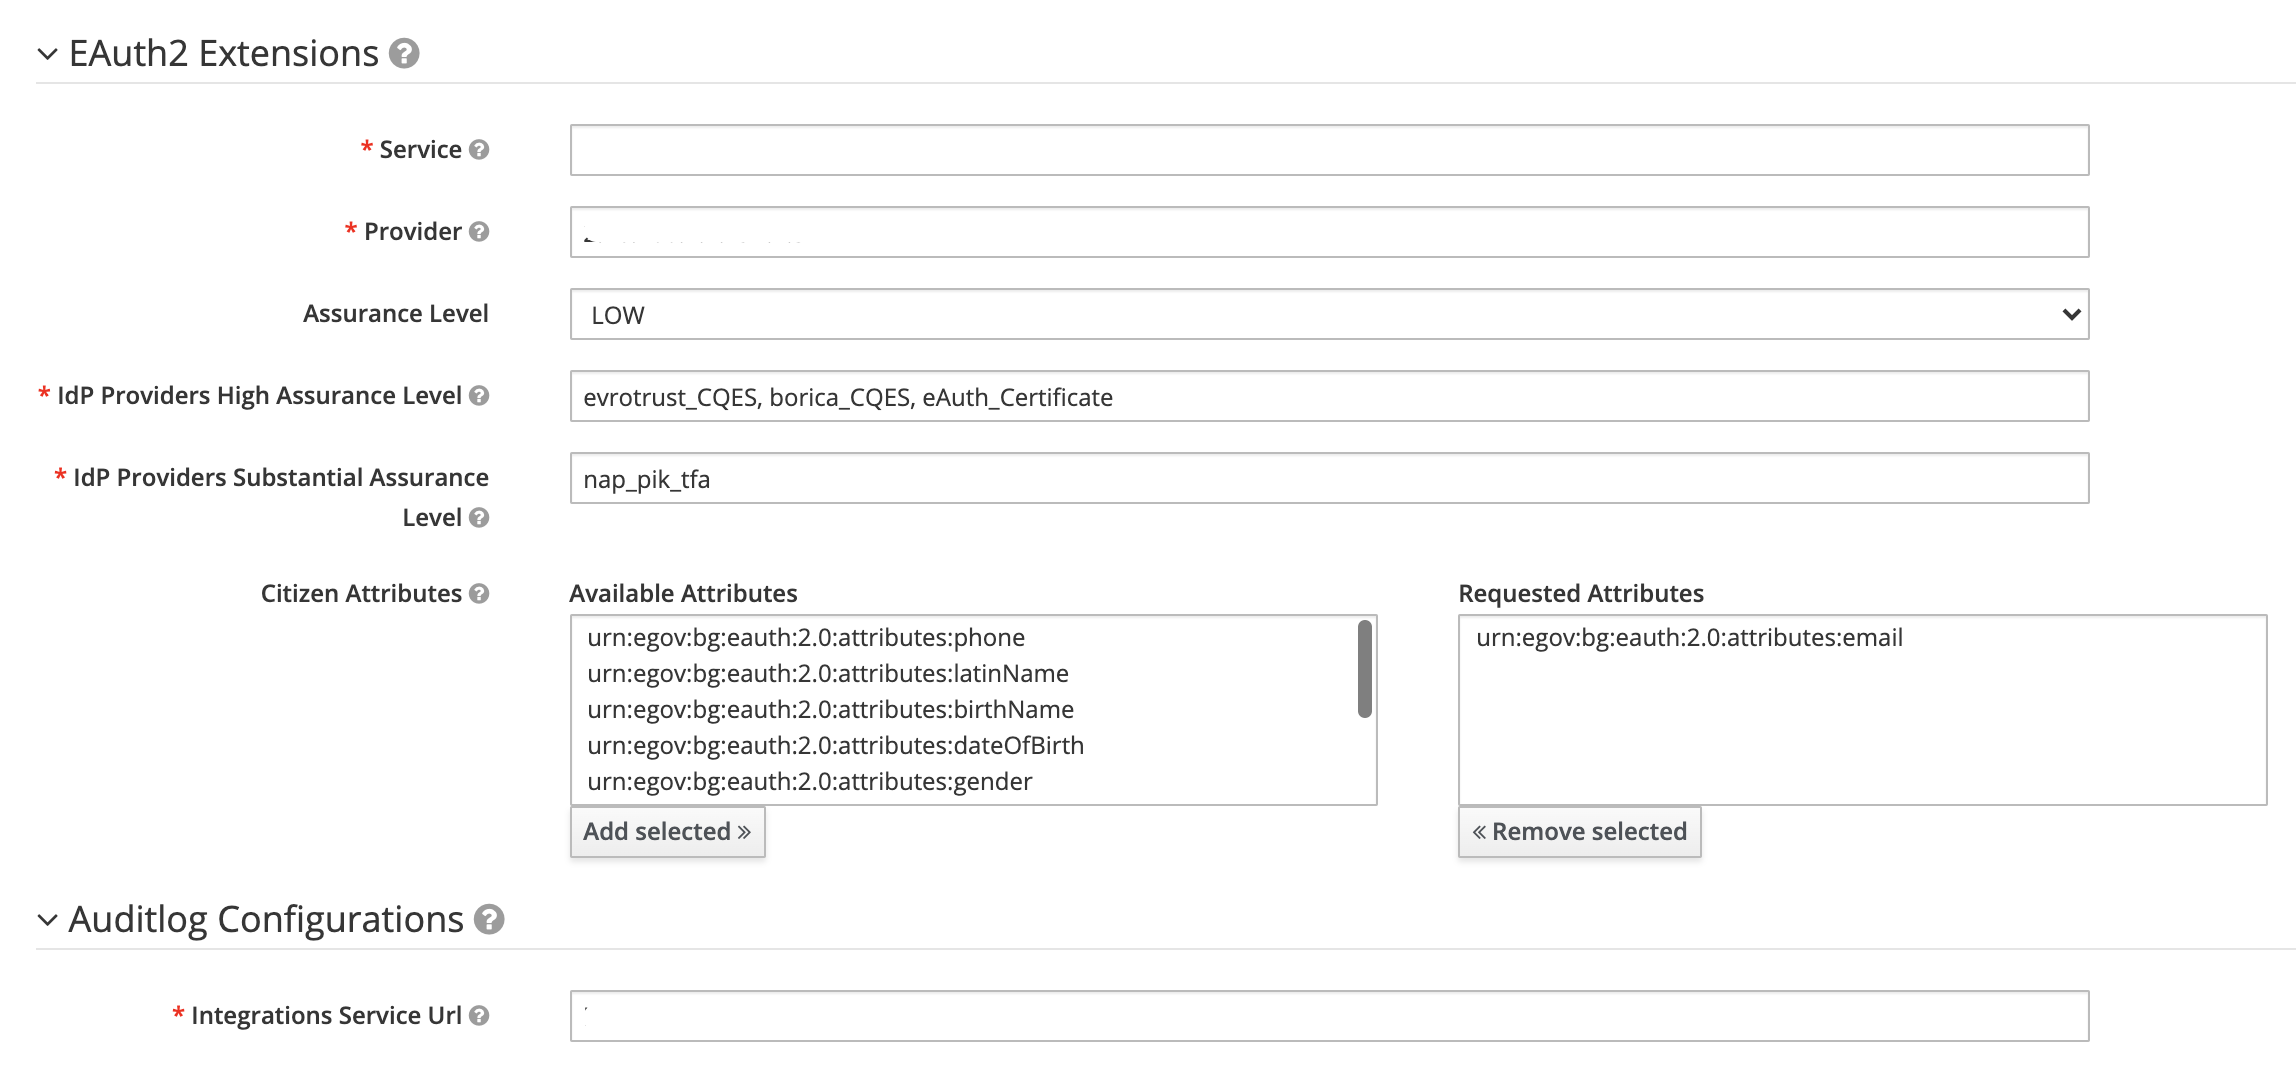 EAuth2 Extensions
* Service
* Provider
Assurance Level
LOW
* IdP Providers High Assurance Level
evrotrust_CQES, borica_CQES, eAuth_Certificate
* IdP Providers Substantial Assurance
Level
nap_pik_tfa
Citizen Attributes
Available Attributes
urn:egov:bg:eauth:2.0:attributes:phone
urn:egov:bg:eauth:2.0:attributes:latinName
urn:egov:bg:eauth:2.0:attributes:birthName
urn:egov:bg:eauth:2.0:attributes:dateOfBirth
urn:egov:bg:eauth:2.0:attributes:gender
Add selected »
Requested Attributes
urn:egov:bg:eauth:2.0:attributes:email
« Remove selected
Auditlog Configurations
* Integrations Service Url